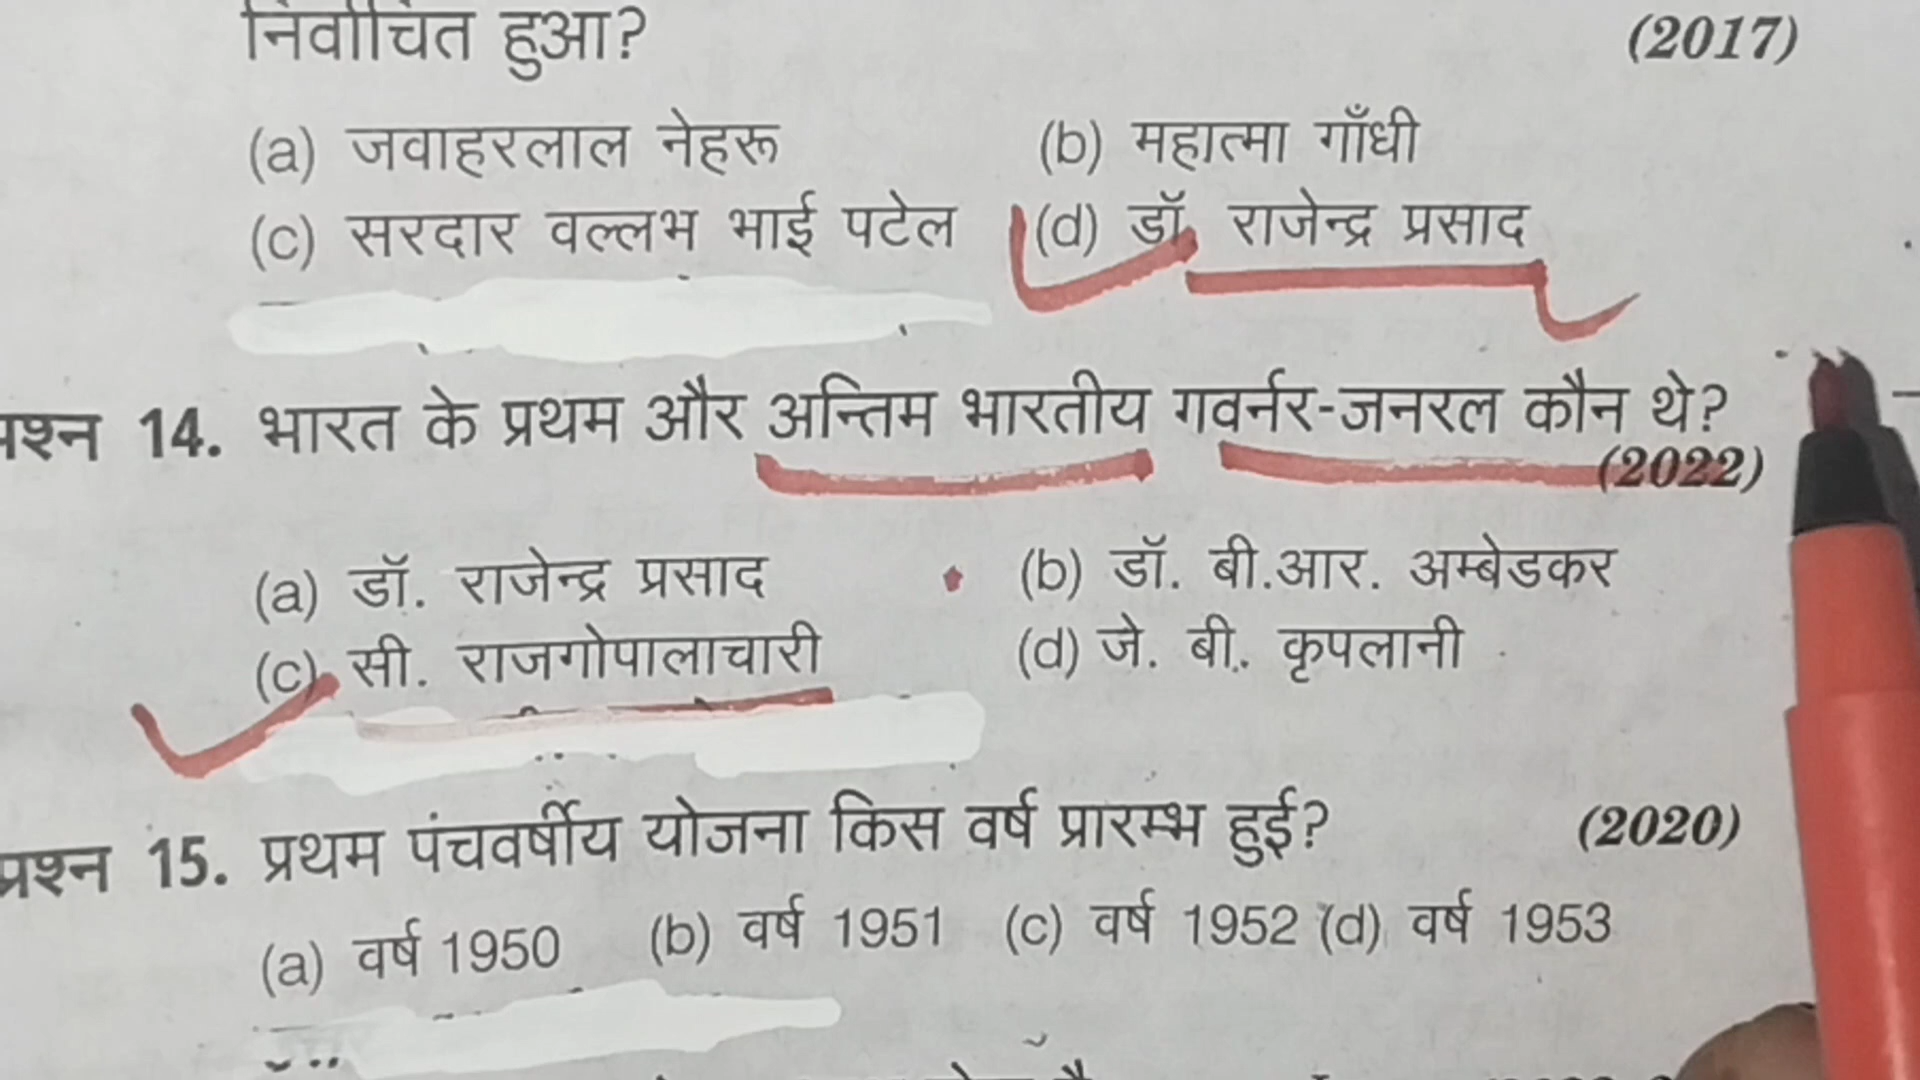 निर्वाचित हुआ? (2017)
(a) जवाहरलाल नेहरू (b) महात्मा गाँधी
(c) सरदार वल्लभ भाई पटेल (d) डॉ. राजेन्द्र प्रसाद
प्रश्न 14. भारत के प्रथम और अन्तिम भारतीय गवर्नर-जनरल कौन थे?
(2022)
(a) डॉ. राजेन्द्र प्रसाद (b) डॉ. बी.आर. अम्बेडकर
(c) सी. राजगोपालाचारी (d) जे. बी. कृपलानी
प्रश्न 15. प्रथम पंचवर्षीय योजना किस वर्ष प्रारम्भ हुई? (2020)
(a) वर्ष 1950 (b) वर्ष 1951 (c) वर्ष 1952 (d) वर्ष 1953